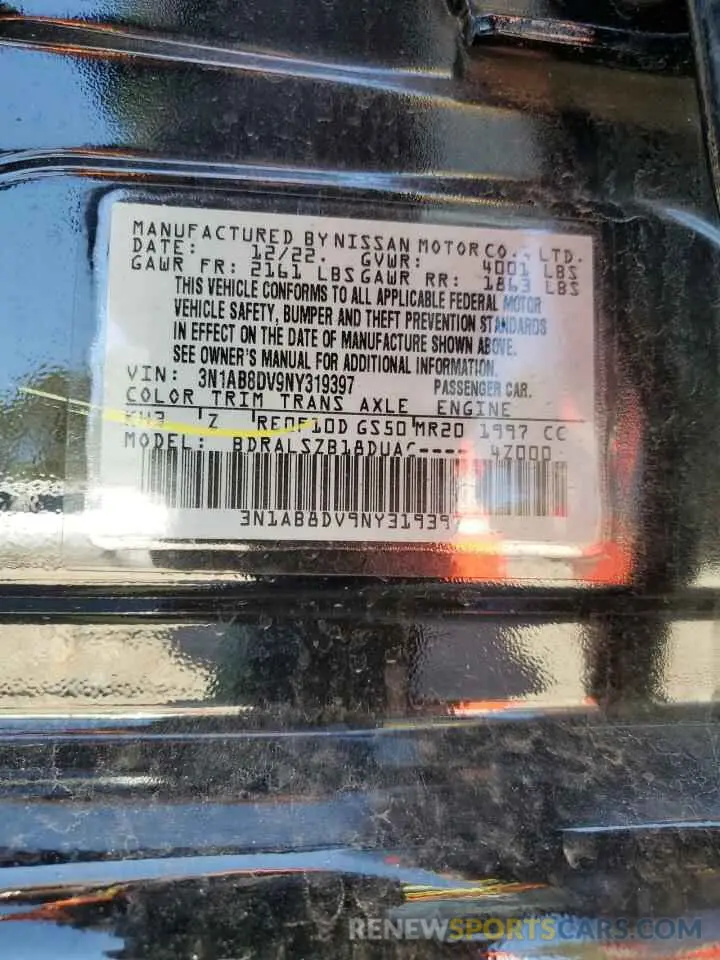 MANUFACTURED BY NISSAN MOTOR CO., LTD.
DATE: 12/22. GVWR: 4001 LBS
GAWR FR: 2161 LBS GAWR RR: 1863 LBS
THIS VEHICLE CONFORMS TO ALL APPLICABLE FEDERAL MOTOR
VEHICLE SAFETY, BUMPER AND THEFT PREVENTION STANDARDS
IN EFFECT ON THE DATE OF MANUFACTURE SHOWN ABOVE.
SEE OWNER'S MANUAL FOR ADDITIONAL INFORMATION.
VIN: 3N1AB8DV9NY319397 PASSENGER CAR.
COLOR TRIM TRANS AXLE ENGINE
KH3 Z RE0F10D GS50 MR20 1997 CC
MODEL: BDRALSZB18DUAC---- 4Z000-
3N1AB8DV9NY319397
RENEWSPORTSCARS.COM